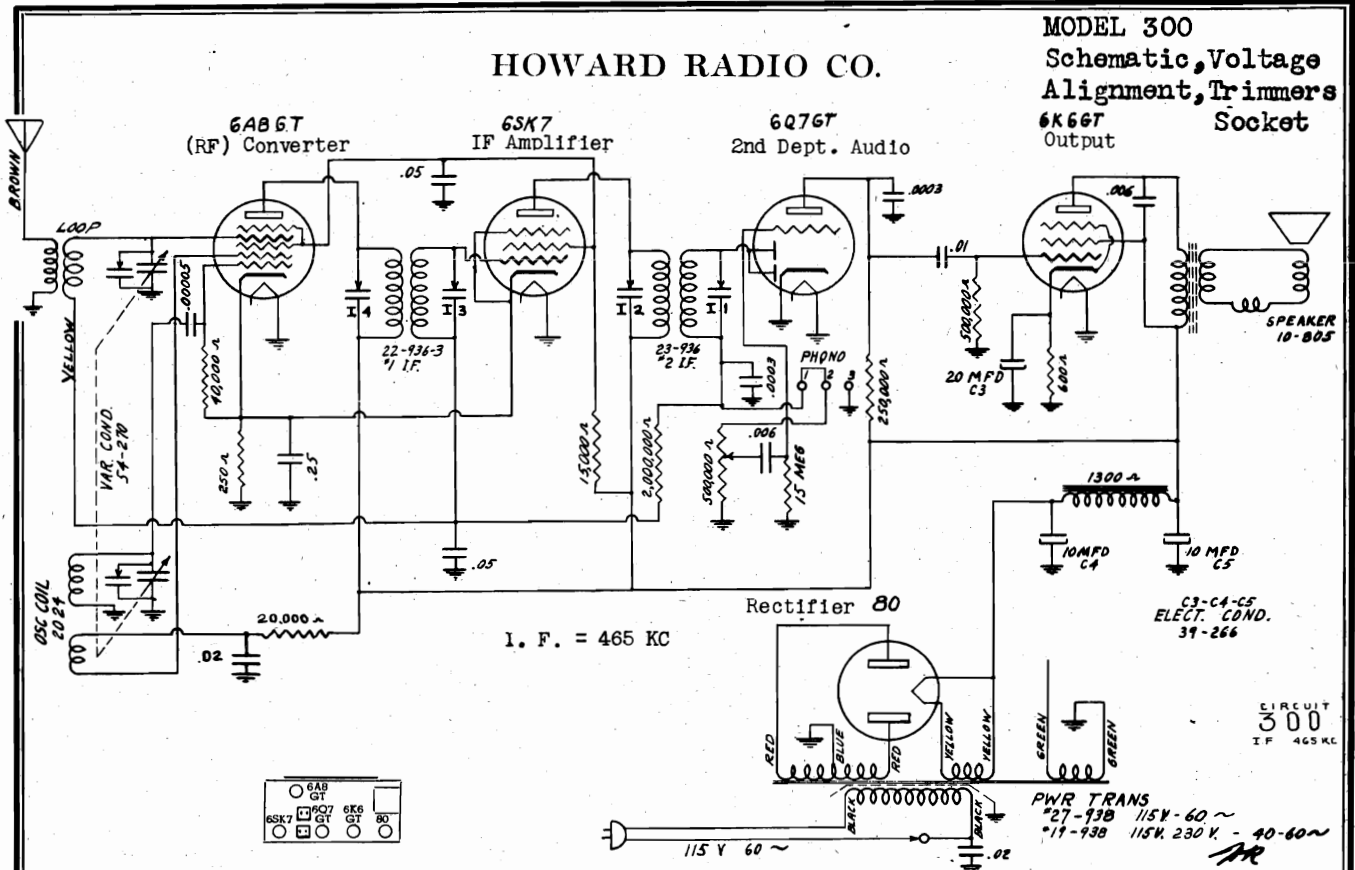 HOWARD RADIO CO.
MODEL 300
Schematic, Voltage
Alignment, Trimmers
Socket
6A8GT
(RF) Converter
6SK7
IF Amplifier
6Q7GT
2nd Dept. Audio
6K6GT
Output
BROWN
LOOP
YELLOW
.00005
40,000 Ω
VAR. COND.
54-270
250 Ω
.25
.05
I 4
I 3
22-936-3
#1 I.F.
15,000 Ω
I 2
I 1
23-936
#2 I.F.
2,000,000 Ω
.0003
PHONO
1
2
3
.006
500,000 Ω
15 MEG
250,000 Ω
.0003
.01
500,000 Ω
20 MFD
C3
600 Ω
.006
SPEAKER
10-805
1300 Ω
10 MFD
C4
10 MFD
C5
C3-C4-C5
ELECT. COND.
39-266
.05
OSC COIL
2024
20,000 Ω
.02
I. F. = 465 KC
Rectifier 80
RED
BLUE
RED
YELLOW
YELLOW
GREEN
GREEN
CIRCUIT
300
I.F 465 KC
6A8
GT
6SK7
6Q7
GT
6K6
GT
80
BLACK
BLACK
115 V 60 ~
.02
PWR TRANS
#27-938 115V - 60 ~
*19-938 115V. 230 V. - 40-60~